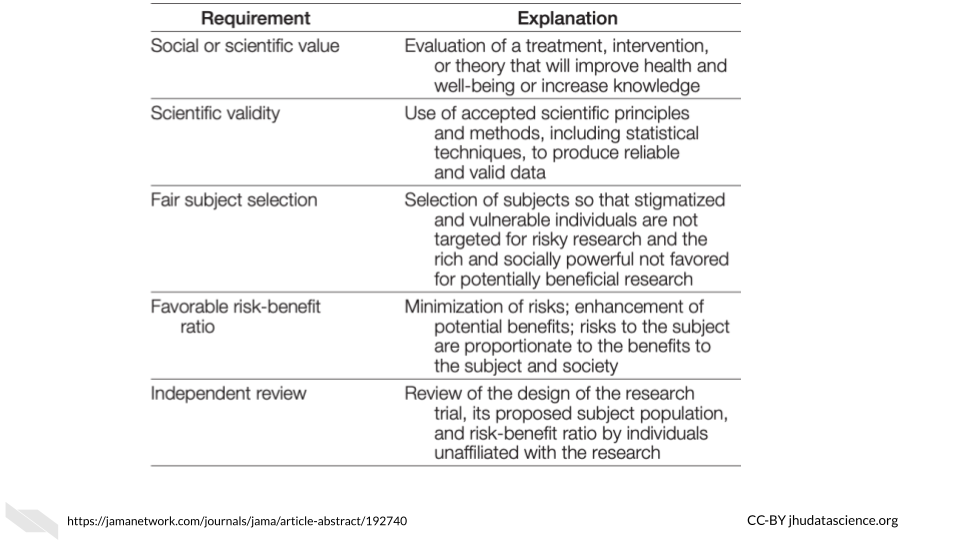 Requirement Explanation
Social or scientific value Evaluation of a treatment, intervention,
or theory that will improve health and
well-being or increase knowledge
Scientific validity Use of accepted scientific principles
and methods, including statistical
techniques, to produce reliable
and valid data
Fair subject selection Selection of subjects so that stigmatized
and vulnerable individuals are not
targeted for risky research and the
rich and socially powerful not favored
for potentially beneficial research
Favorable risk-benefit Minimization of risks; enhancement of
ratio potential benefits; risks to the subject
are proportionate to the benefits to
the subject and society
Independent review Review of the design of the research
trial, its proposed subject population,
and risk-benefit ratio by individuals
unaffiliated with the research
https://jamanetwork.com/journals/jama/article-abstract/192740 CC-BY jhudatascience.org